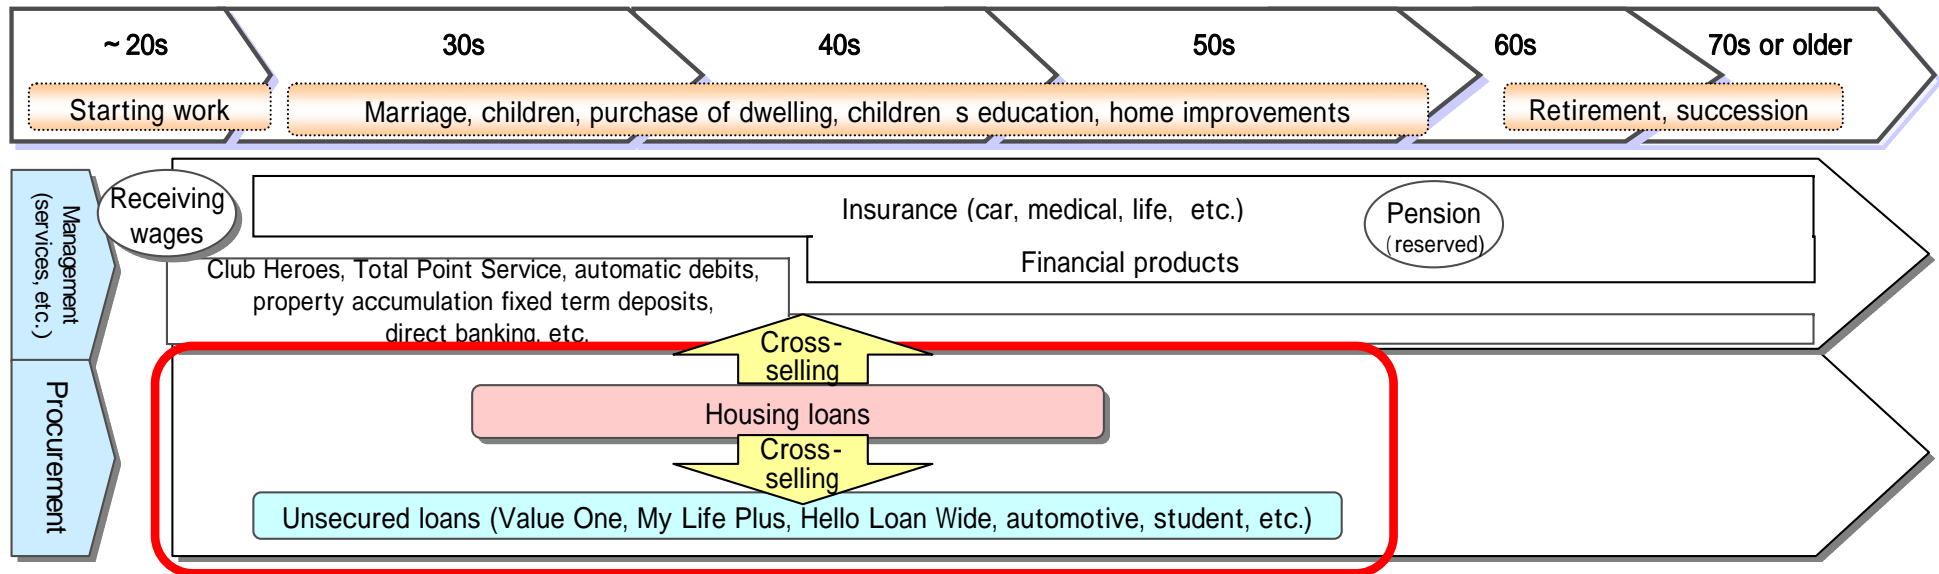 ~ 20s
30s
40s
50s
60s
70s or older
Starting work
Marriage, children, purchase of dwelling, children s education, home improvements
Retirement, succession
Management
(services, etc.)
Receiving
wages
Insurance (car, medical, life, etc.)
Pension
(reserved)
Financial products
Club Heroes, Total Point Service, automatic debits,
property accumulation fixed term deposits,
direct banking, etc.
Cross-
selling
Procurement
Housing loans
Cross-
selling
Unsecured loans (Value One, My Life Plus, Hello Loan Wide, automotive, student, etc.)